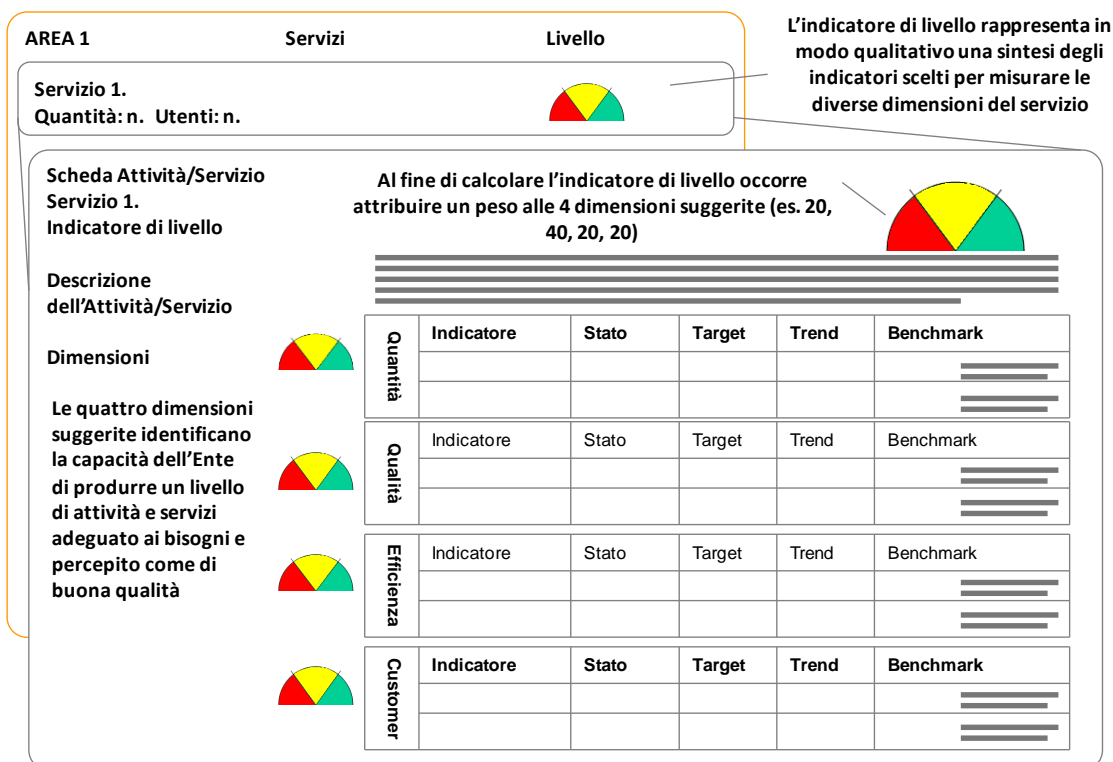 AREA 1 Servizi Livello
L’indicatore di livello rappresenta in
modo qualitativo una sintesi degli
indicatori scelti per misurare le
diverse dimensioni del servizio
Servizio 1.
Quantità: n. Utenti: n.
Scheda Attività/Servizio
Servizio 1.
Indicatore di livello
Al fine di calcolare l’indicatore di livello occorre
attribuire un peso alle 4 dimensioni suggerite (es. 20,
40, 20, 20)
Descrizione
dell’Attività/Servizio
Dimensioni
Le quattro dimensioni
suggerite identificano
la capacità dell’Ente
di produrre un livello
di attività e servizi
adeguato ai bisogni e
percepito come di
buona qualità
Quantità
Indicatore Stato Target Trend Benchmark
Qualità
Indicatore Stato Target Trend Benchmark
Efficienza
Indicatore Stato Target Trend Benchmark
Customer
Indicatore Stato Target Trend Benchmark